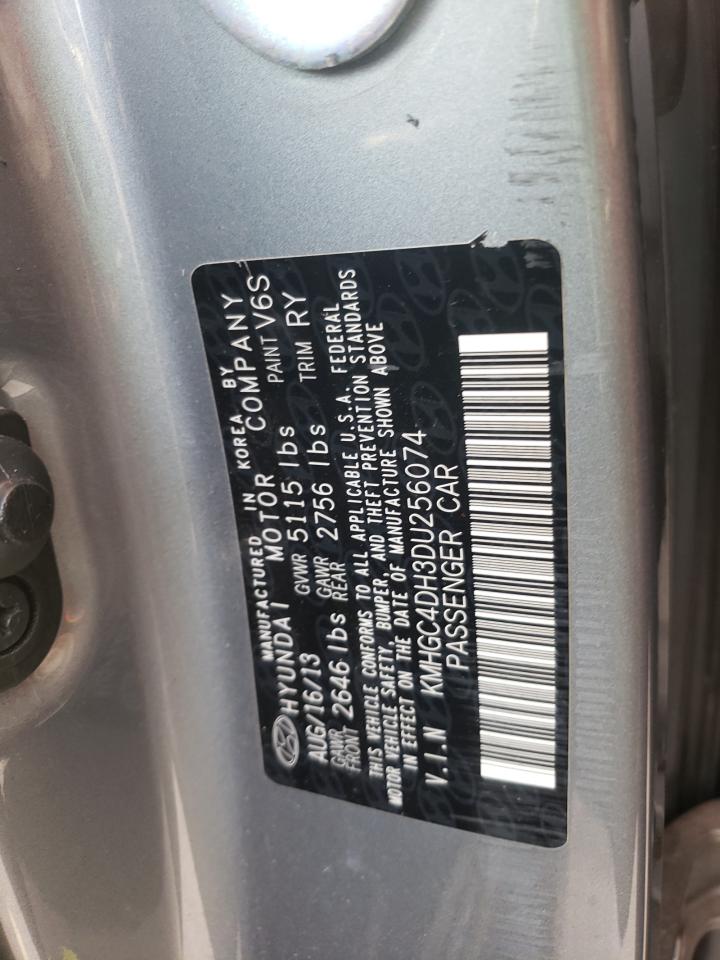 MANUFACTURED IN KOREA BY
HYUNDAI MOTOR COMPANY
AUG/16/13 GVWR 5115 lbs PAINT V6S
GAWR FRONT 2646 lbs GAWR REAR 2756 lbs TRIM RY
THIS VEHICLE CONFORMS TO ALL APPLICABLE U.S.A. FEDERAL
MOTOR VEHICLE SAFETY, BUMPER, AND THEFT PREVENTION STANDARDS
IN EFFECT ON THE DATE OF MANUFACTURE SHOWN ABOVE
V.I.N KMHGC4DH3DU256074
PASSENGER CAR